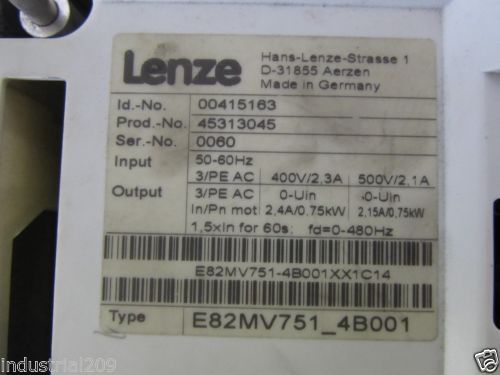 Lenze
Hans-Lenze-Strasse 1
D-31855 Aerzen
Made in Germany
Id.-No. 00415163
Prod.-No. 45313045
Ser.-No. 0060
Input 50-60Hz
3/PE AC 400V/2,3A 500V/2,1A
Output 3/PE AC 0-Uin 0-Uin
In/Pn mot 2,4A/0.75kW 2,15A/0,75kW
1,5xIn for 60s; fd=0-480Hz
E82MV751-4B001XX1C14
Type E82MV751_4B001
industrial209